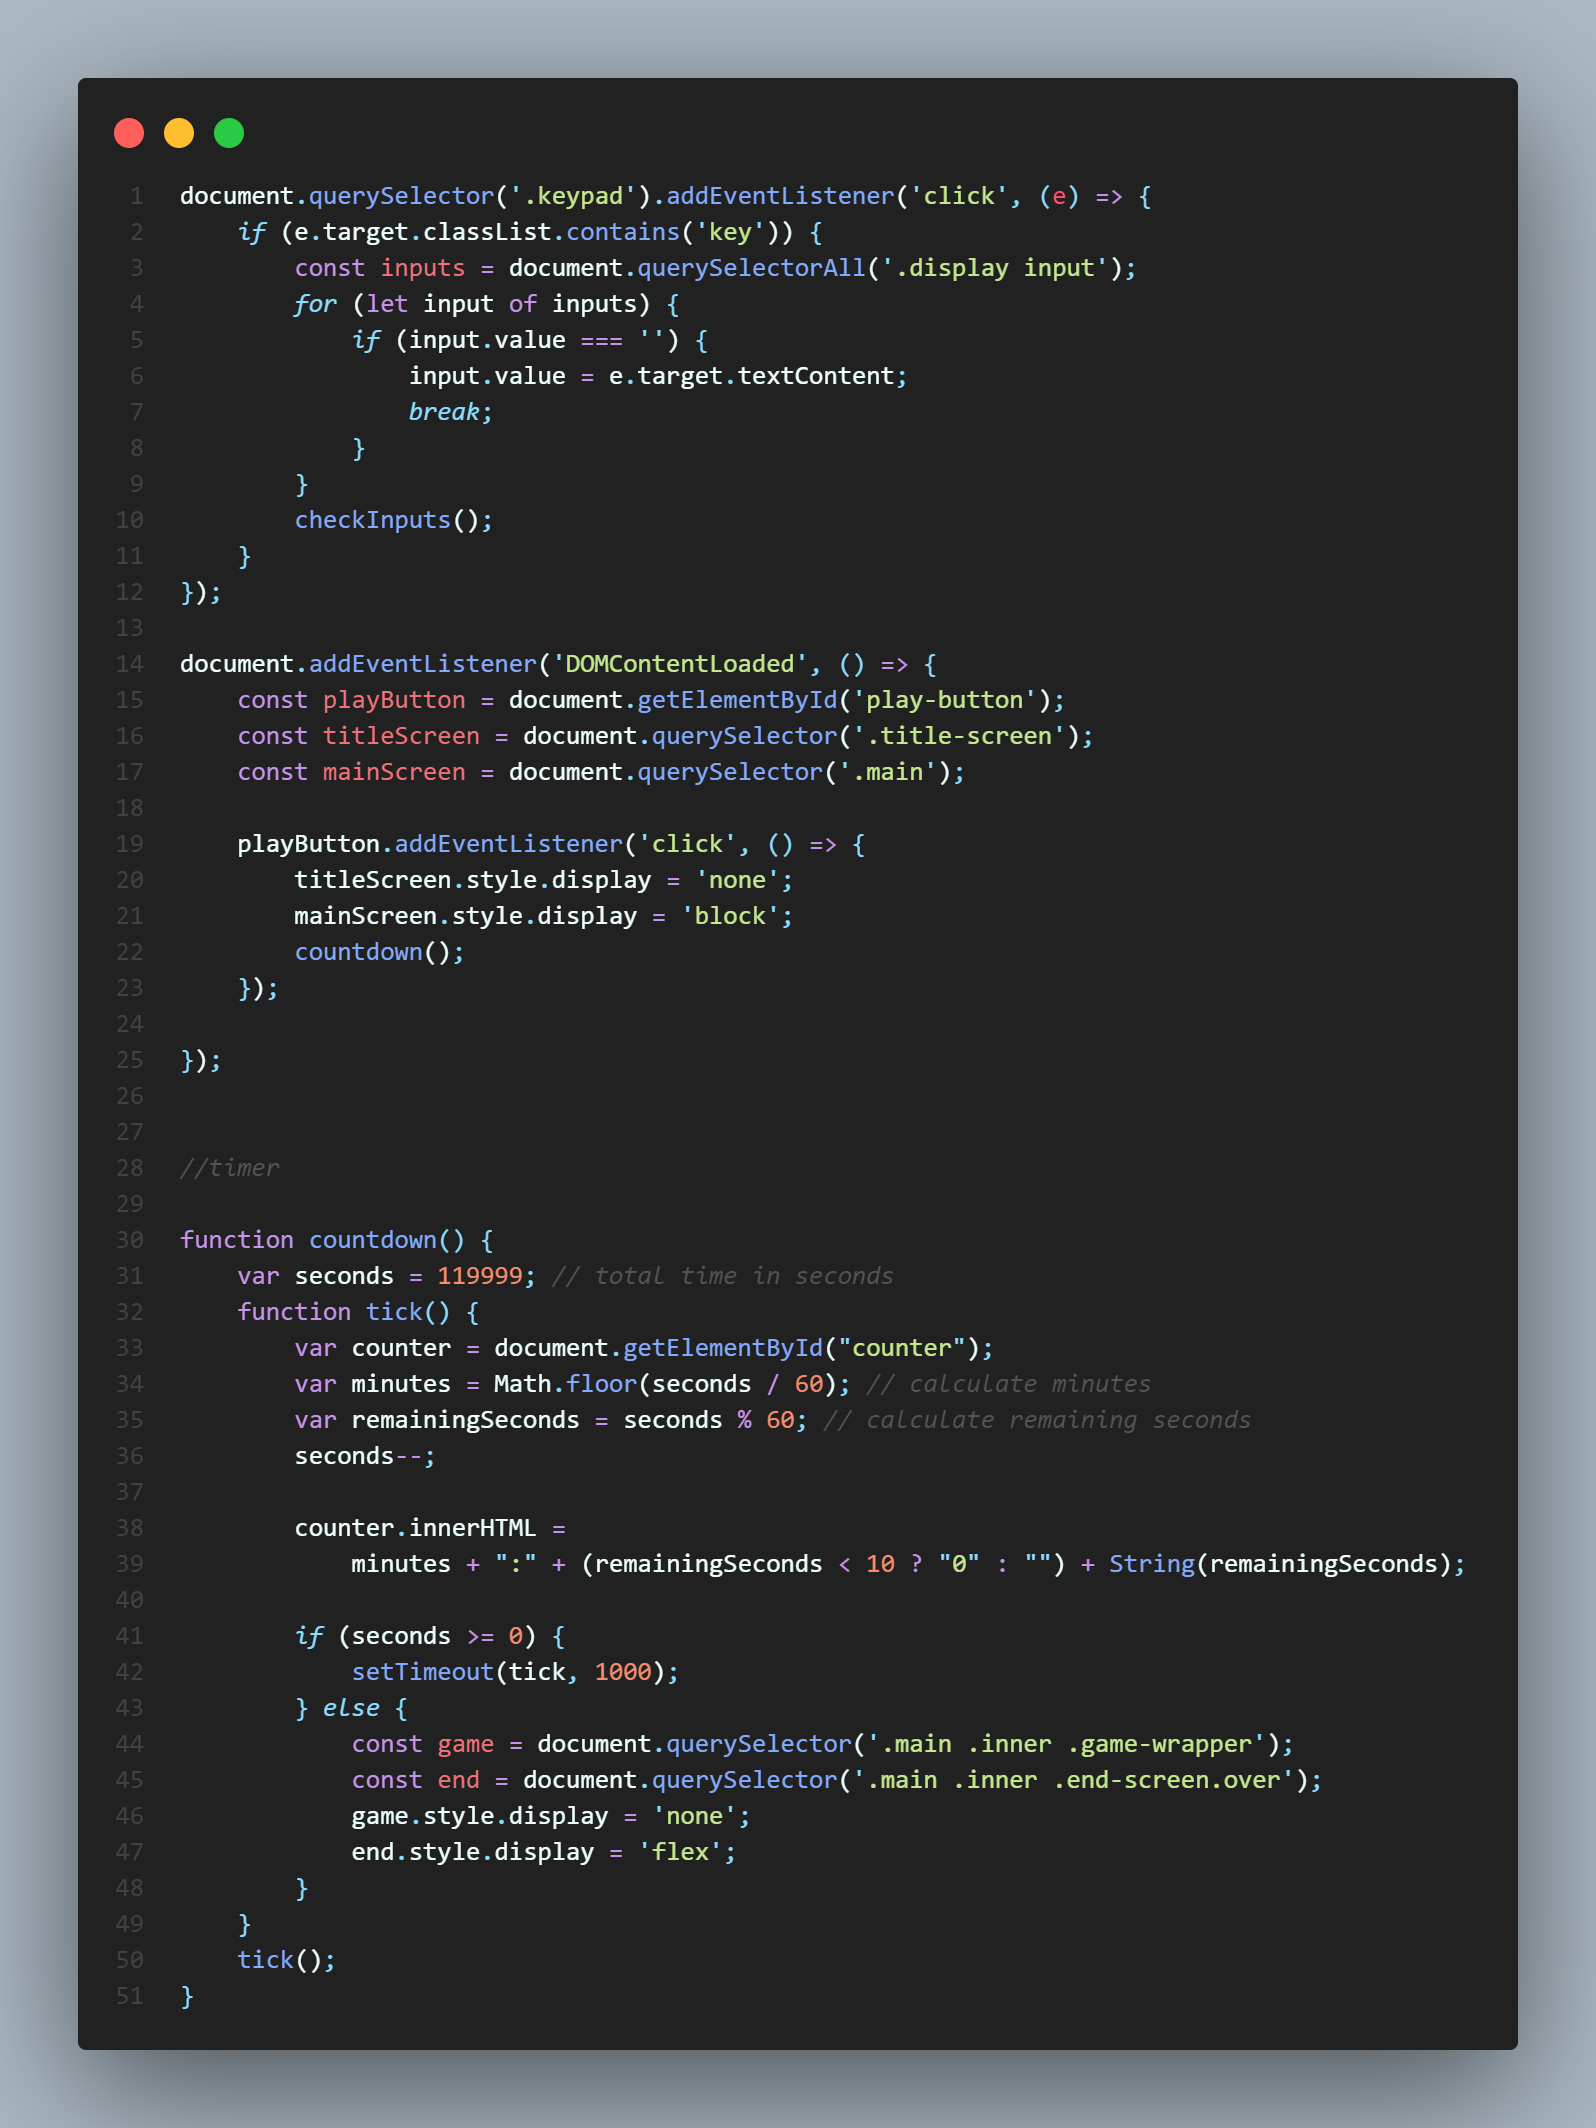 1 document.querySelector('.keypad').addEventListener('click', (e) => {
2     if (e.target.classList.contains('key')) {
3         const inputs = document.querySelectorAll('.display input');
4         for (let input of inputs) {
5             if (input.value === '') {
6                 input.value = e.target.textContent;
7                 break;
8             }
9         }
10         checkInputs();
11     }
12 });
13
14 document.addEventListener('DOMContentLoaded', () => {
15     const playButton = document.getElementById('play-button');
16     const titleScreen = document.querySelector('.title-screen');
17     const mainScreen = document.querySelector('.main');
18
19     playButton.addEventListener('click', () => {
20         titleScreen.style.display = 'none';
21         mainScreen.style.display = 'block';
22         countdown();
23     });
24
25 });
26
27
28 //timer
29
30 function countdown() {
31     var seconds = 119999; // total time in seconds
32     function tick() {
33         var counter = document.getElementById("counter");
34         var minutes = Math.floor(seconds / 60); // calculate minutes
35         var remainingSeconds = seconds % 60; // calculate remaining seconds
36         seconds--;
37
38         counter.innerHTML =
39             minutes + ":" + (remainingSeconds < 10 ? "0" : "") + String(remainingSeconds);
40
41         if (seconds >= 0) {
42             setTimeout(tick, 1000);
43         } else {
44             const game = document.querySelector('.main .inner .game-wrapper');
45             const end = document.querySelector('.main .inner .end-screen.over');
46             game.style.display = 'none';
47             end.style.display = 'flex';
48         }
49     }
50     tick();
51 }